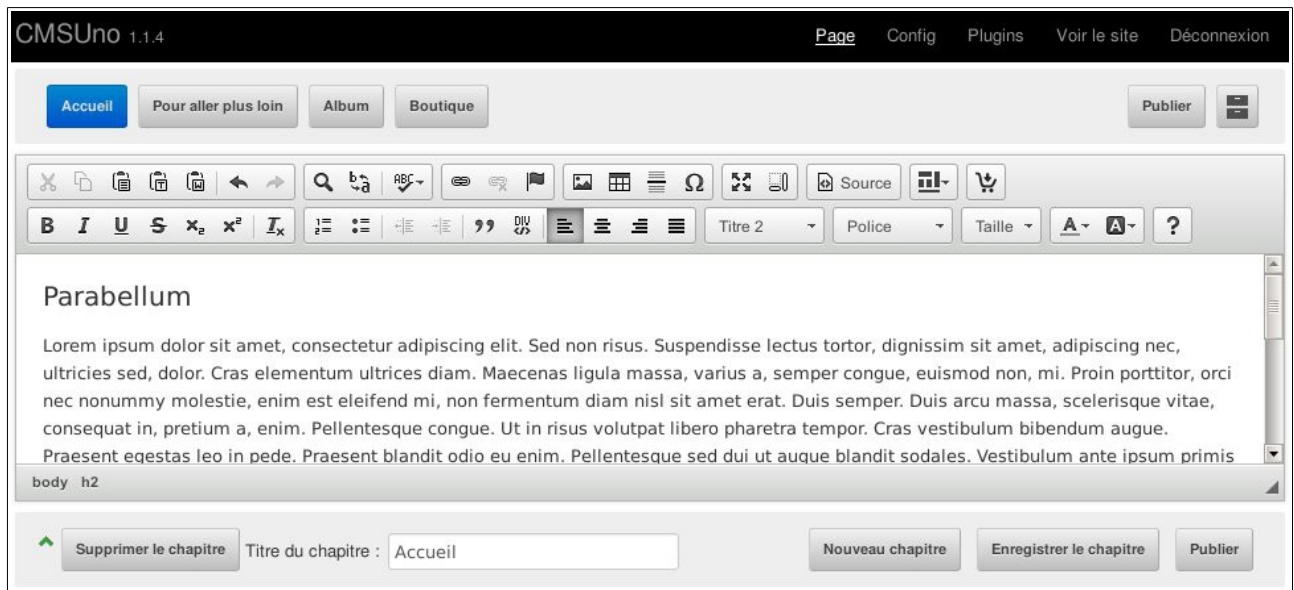 CMSUno 1.1.4 Page Config Plugins Voir le site Déconnexion
Accueil Pour aller plus loin Album Boutique Publier
Source
B I U S x₂ x² Iₓ DIV Titre 2 Police Taille A A ?
Parabellum
Lorem ipsum dolor sit amet, consectetur adipiscing elit. Sed non risus. Suspendisse lectus tortor, dignissim sit amet, adipiscing nec,
ultricies sed, dolor. Cras elementum ultrices diam. Maecenas ligula massa, varius a, semper congue, euismod non, mi. Proin porttitor, orci
nec nonummy molestie, enim est eleifend mi, non fermentum diam nisl sit amet erat. Duis semper. Duis arcu massa, scelerisque vitae,
consequat in, pretium a, enim. Pellentesque congue. Ut in risus volutpat libero pharetra tempor. Cras vestibulum bibendum augue.
Praesent egestas leo in pede. Praesent blandit odio eu enim. Pellentesque sed dui ut augue blandit sodales. Vestibulum ante ipsum primis
body h2
Supprimer le chapitre Titre du chapitre : Accueil Nouveau chapitre Enregistrer le chapitre Publier